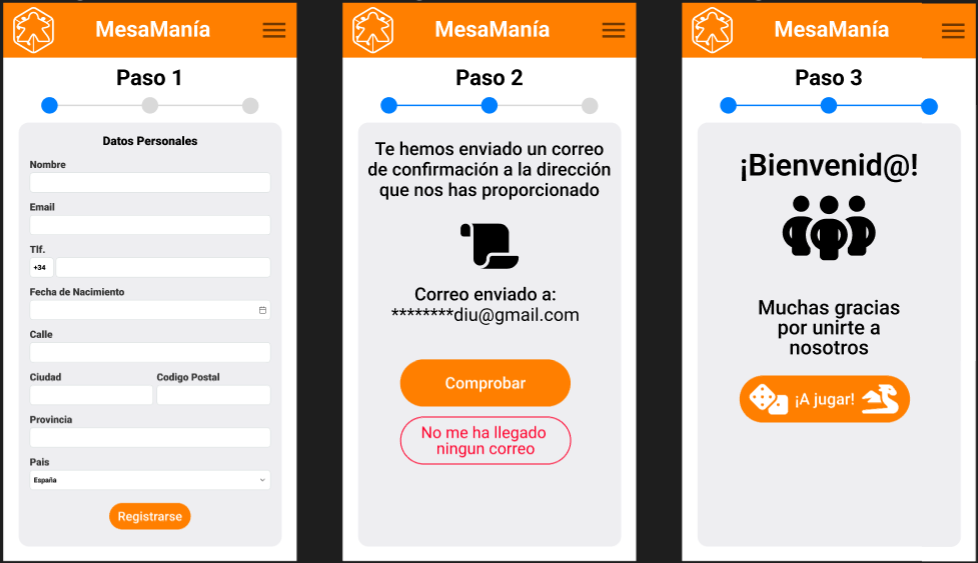 MesaManía
Paso 1
Datos Personales
Nombre
Email
Tlf.
+34
Fecha de Nacimiento
Calle
Ciudad
Codigo Postal
Provincia
Pais
España
Registrarse
MesaManía
Paso 2
Te hemos enviado un correo
de confirmación a la dirección
que nos has proporcionado
Correo enviado a:
********diu@gmail.com
Comprobar
No me ha llegado
ningun correo
MesaManía
Paso 3
¡Bienvenid@!
Muchas gracias
por unirte a
nosotros
¡A jugar!